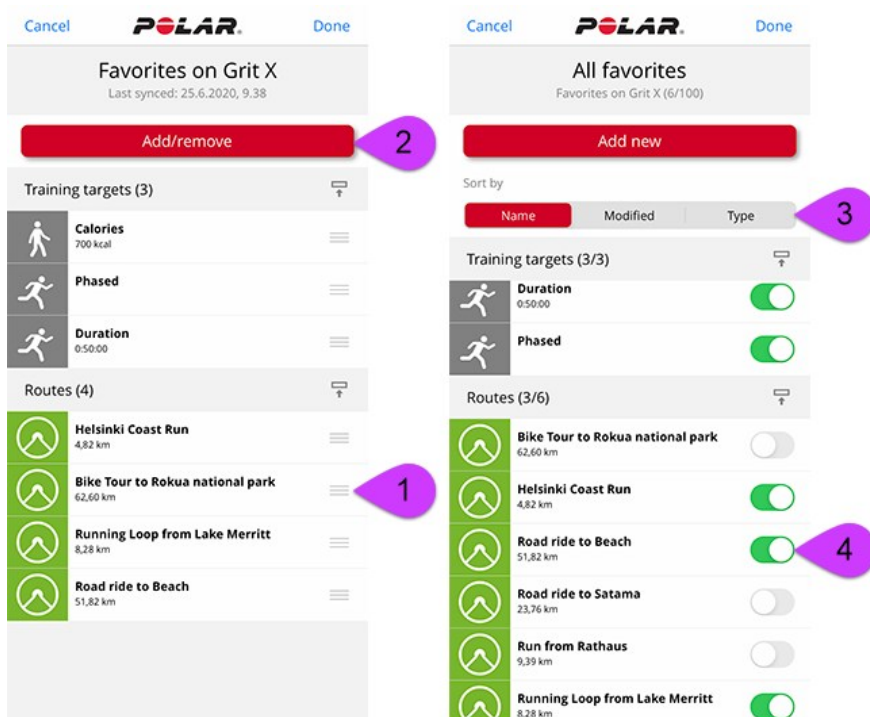 Cancel POLAR. Done
Favorites on Grit X
Last synced: 25.6.2020, 9.38
Add/remove
2
Training targets (3)
Calories
700 kcal
Phased
Duration
0:50:00
Routes (4)
Helsinki Coast Run
4,82 km
Bike Tour to Rokua national park
62,60 km
1
Running Loop from Lake Merritt
8,28 km
Road ride to Beach
51,82 km
Cancel POLAR. Done
All favorites
Favorites on Grit X (6/100)
Add new
Sort by
Name Modified Type
3
Training targets (3/3)
Duration
0:50:00
Phased
Routes (3/6)
Bike Tour to Rokua national park
62,60 km
Helsinki Coast Run
4,82 km
Road ride to Beach
51,82 km
4
Road ride to Satama
23,76 km
Run from Rathaus
9,39 km
Running Loop from Lake Merritt
8,28 km